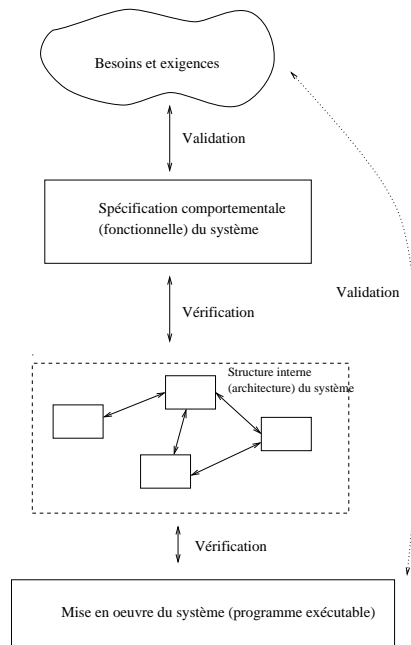 Besoins et exigences
Validation
Spécification comportementale
(fonctionnelle) du système
Validation
Vérification
Structure interne
(architecture) du système
Vérification
Mise en oeuvre du système (programme exécutable)